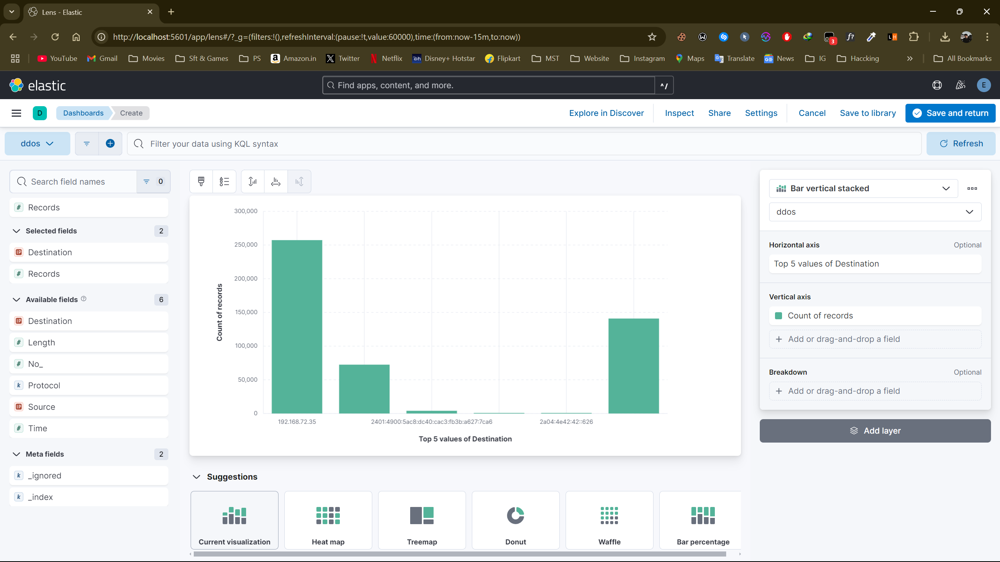 Lens - Elastic
http://localhost:5601/app/lens#/?_g=(filters:!(),refreshInterval:(pause:!t,value:60000),time:(from:now-15m,to:now))
3
f?
LH
YouTube Gmail Movies Sft & Games PS Amazon.in Twitter Netflix Disney+ Hotstar Flipkart MST Website Instagram Maps Translate News IG Haccking » All Bookmarks
elastic
Find apps, content, and more.
^/
E
D
Dashboards
Create
Explore in Discover
Inspect
Share
Settings
Cancel
Save to library
Save and return
ddos
Filter your data using KQL syntax
Refresh
Search field names
0
# Records
Selected fields
2
IP Destination
# Records
Available fields
6
IP Destination
# Length
# No_
k Protocol
IP Source
# Time
Meta fields
2
k _ignored
k _index
300,000
250,000
200,000
150,000
100,000
50,000
0
Count of records
192.168.72.35
2401:4900:5ac8:dc40:cac3:fb3b:a627:7ca6
2a04:4e42:42::626
Top 5 values of Destination
Suggestions
Current visualization
Heat map
Treemap
Donut
Waffle
Bar percentage
Bar vertical stacked
ddos
Horizontal axis
Optional
Top 5 values of Destination
Vertical axis
Count of records
+ Add or drag-and-drop a field
Breakdown
Optional
+ Add or drag-and-drop a field
Add layer